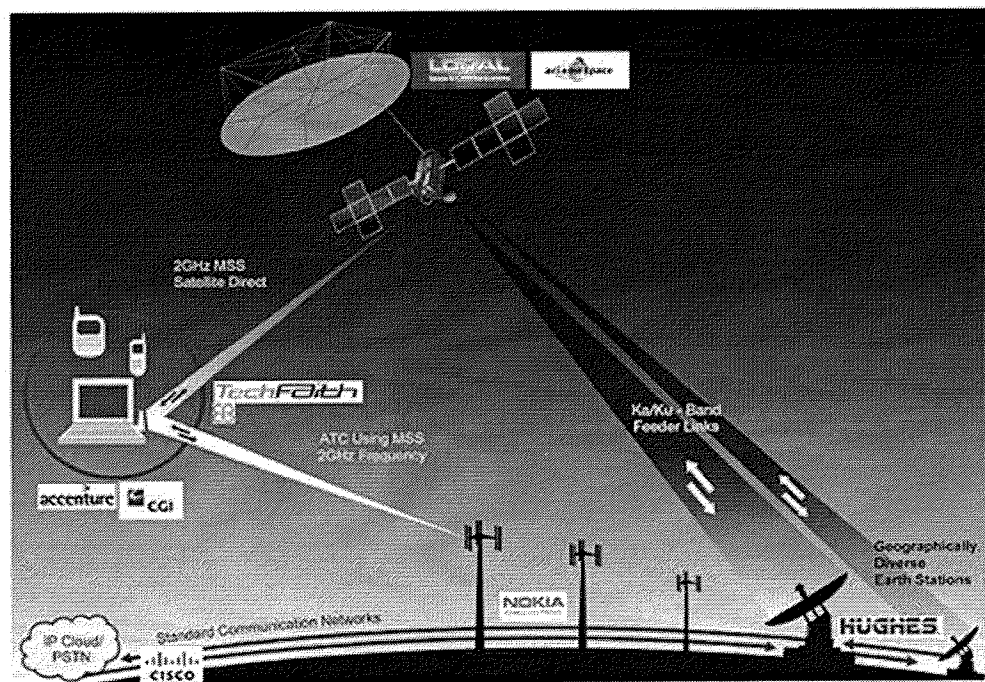 LORAL
arianespace
2GHz MSS
Satellite Direct
TechFaith
ATC Using MSS
2GHz Frequency
Ka/Ku - Band
Feeder Links
accenture
CGI
Geographically
Diverse
Earth Stations
NOKIA
Standard Communication Networks
HUGHES
IP Cloud/
PSTN
CISCO